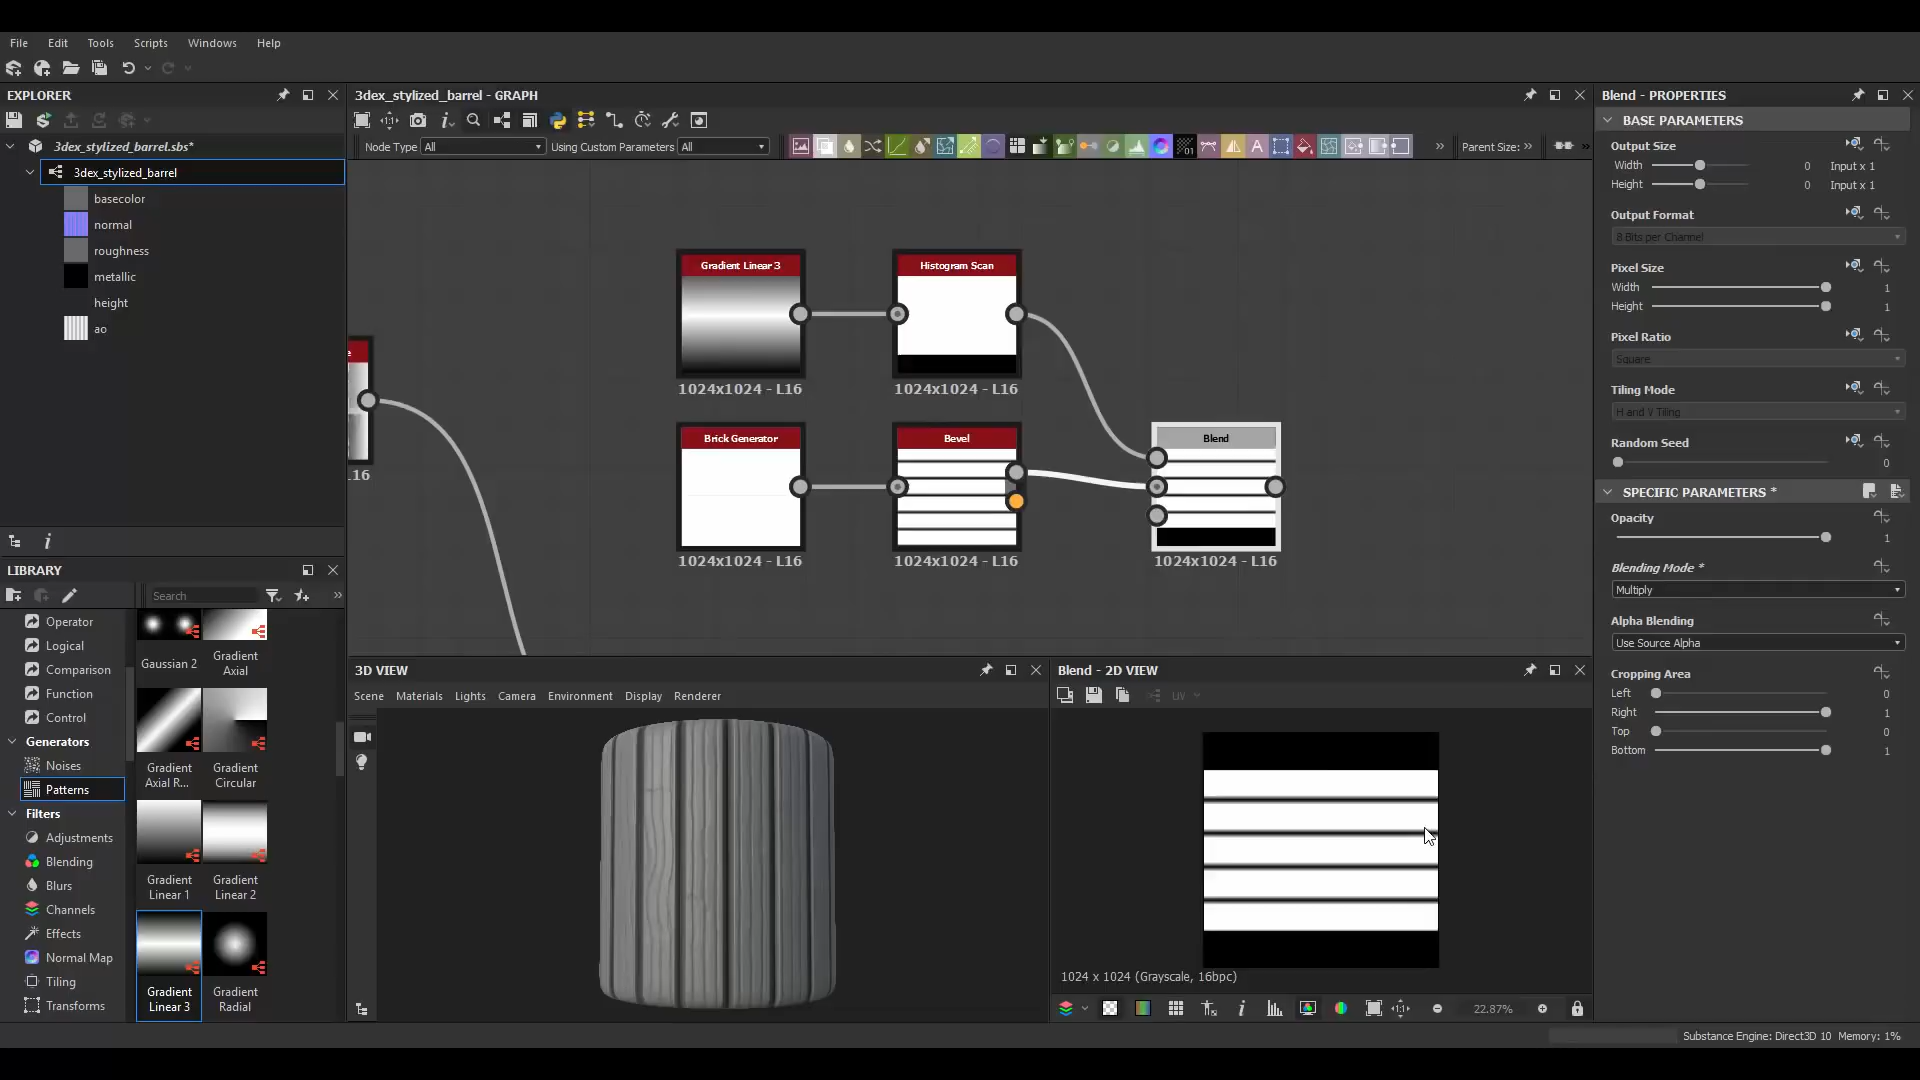 File Edit Tools Scripts Windows Help
EXPLORER
3dex_stylized_barrel.sbs*
3dex_stylized_barrel
basecolor
normal
roughness
metallic
height
ao
LIBRARY
Search
Operator
Logical
Comparison
Function
Control
Generators
Noises
Patterns
Filters
Adjustments
Blending
Blurs
Channels
Effects
Normal Map
Tiling
Transforms
Gaussian 2
Gradient Axial
Gradient Axial R...
Gradient Circular
Gradient Linear 1
Gradient Linear 2
Gradient Linear 3
Gradient Radial
3dex_stylized_barrel - GRAPH
Node Type All Using Custom Parameters All Parent Size: »
Gradient Linear 3
1024x1024 - L16
Histogram Scan
1024x1024 - L16
Brick Generator
1024x1024 - L16
Bevel
1024x1024 - L16
Blend
1024x1024 - L16
3D VIEW
Scene Materials Lights Camera Environment Display Renderer
Blend - 2D VIEW
UV
1024 x 1024 (Grayscale, 16bpc)
22.87%
Blend - PROPERTIES
BASE PARAMETERS
Output Size
Width 0 Input x 1
Height 0 Input x 1
Output Format
8 Bits per Channel
Pixel Size
Width 1
Height 1
Pixel Ratio
Square
Tiling Mode
H and V Tiling
Random Seed
0
SPECIFIC PARAMETERS *
Opacity
1
Blending Mode *
Multiply
Alpha Blending
Use Source Alpha
Cropping Area
Left 0
Right 1
Top 0
Bottom 1
Substance Engine: Direct3D 10 Memory: 1%